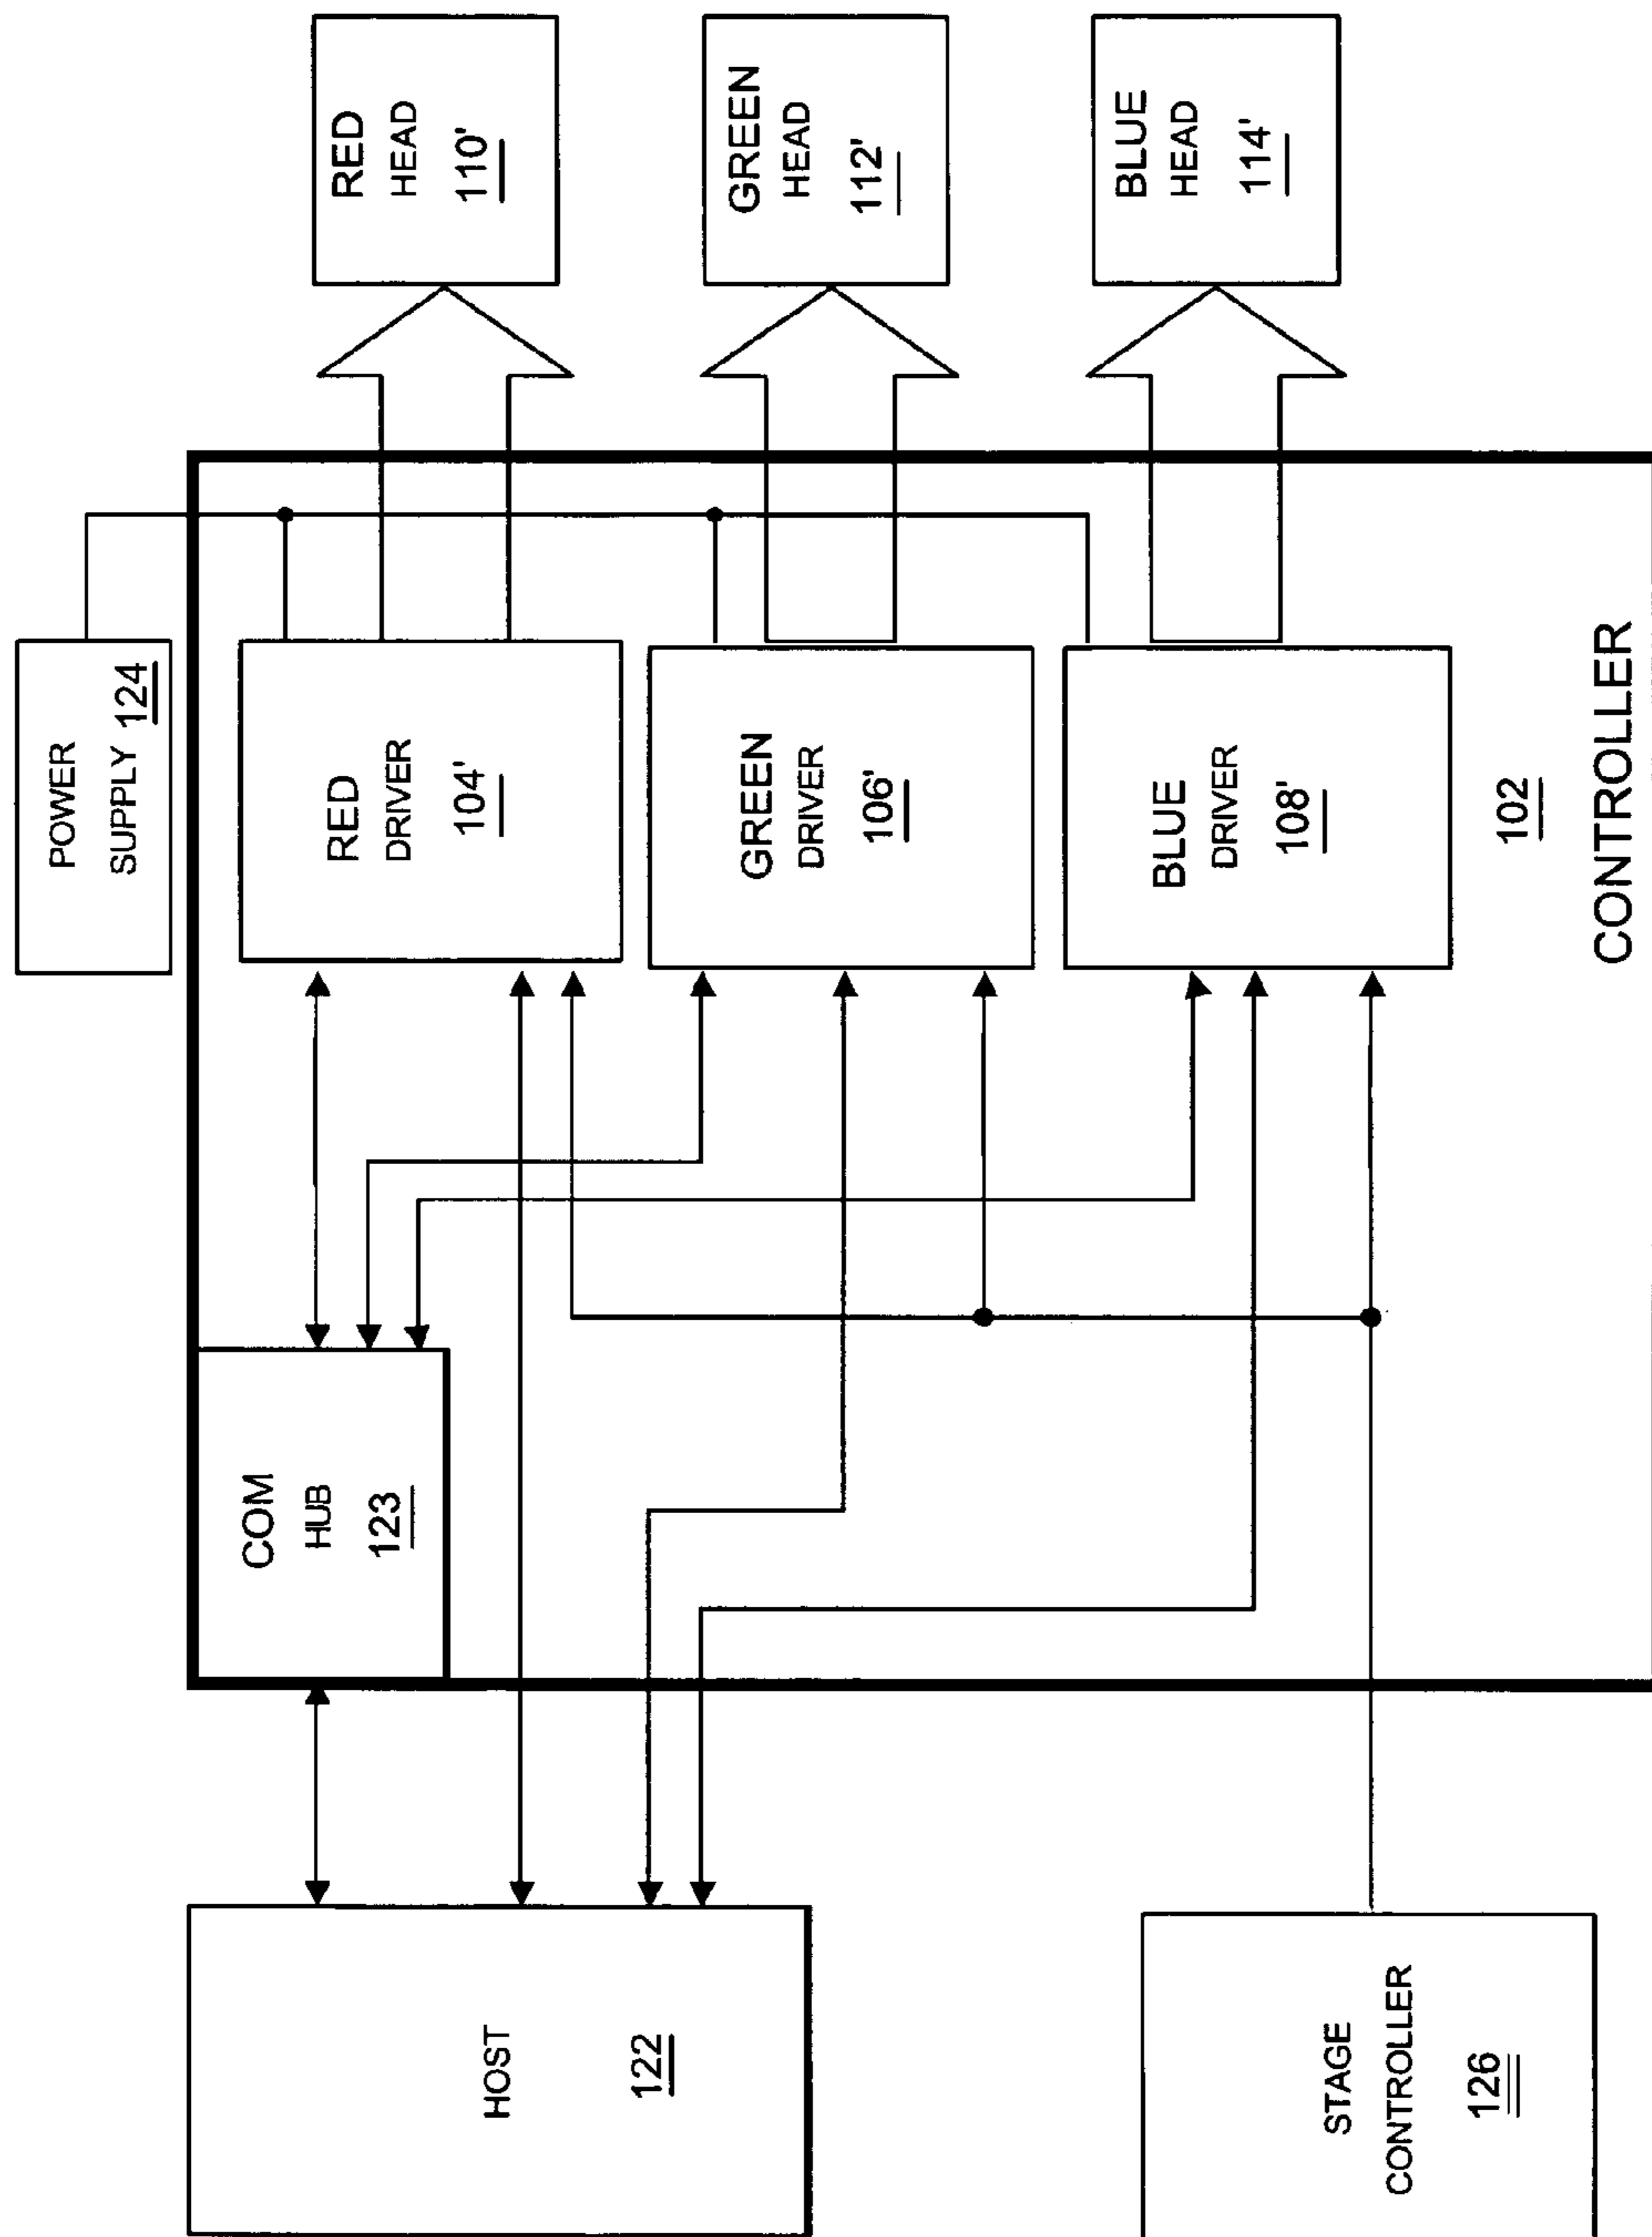 POWER
SUPPLY 124
HOST
122
COM
HUB
123
RED
DRIVER
104'
RED
HEAD
110'
GREEN
DRIVER
106'
GREEN
HEAD
112'
STAGE
CONTROLLER
126
BLUE
DRIVER
108'
BLUE
HEAD
114'
102
CONTROLLER